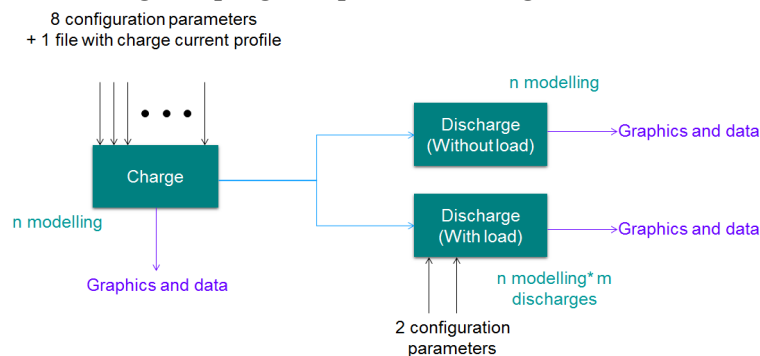 8 configuration parameters
+ 1 file with charge current profile
n modelling
Discharge
(Without load)
Graphics and data
Charge
n modelling
Discharge
(With load)
Graphics and data
Graphics and data
n modelling* m
discharges
2 configuration
parameters